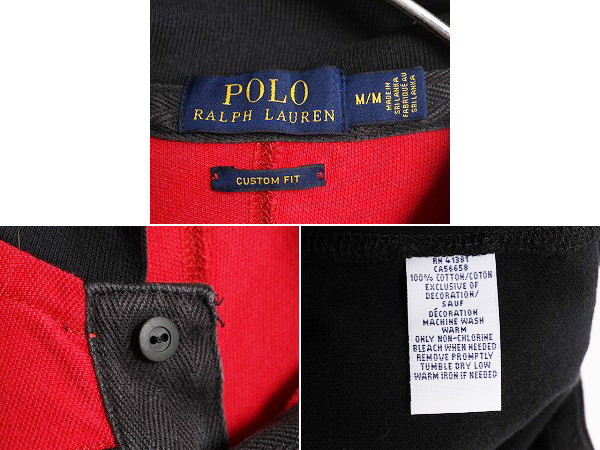 POLO
RALPH LAUREN
M/M
MADE IN
SRI LANKA
FABRIQUÉ AU
SRI LANKA
CUSTOM FIT
RN 41381
CA56658
100% COTTON/COTON
EXCLUSIVE OF
DECORATION/
SAUF
DÉCORATION
MACHINE WASH
WARM
ONLY NON-CHLORINE
BLEACH WHEN NEEDED
REMOVE PROMPTLY
TUMBLE DRY LOW
WARM IRON IF NEEDED